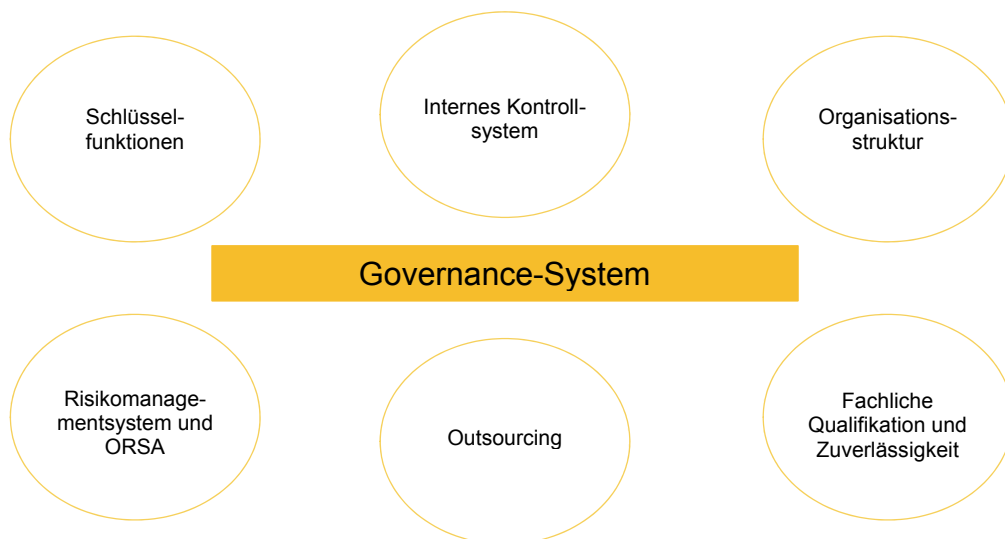 Schlüssel-
funktionen
Internes Kontroll-
system
Organisations-
struktur
Governance-System
Risikomanage-
mentsystem und
ORSA
Outsourcing
Fachliche
Qualifikation und
Zuverlässigkeit